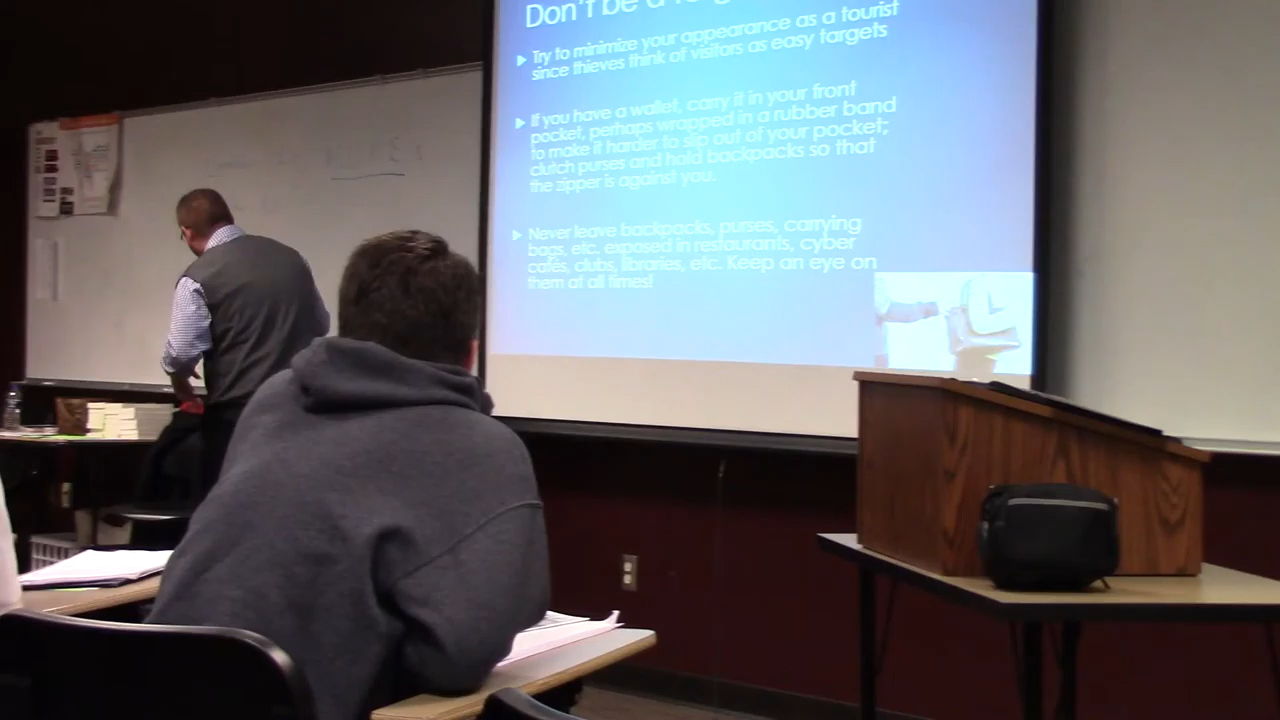 Don't be a
Try to minimize your appearance as a tourist
since thieves think of visitors as easy targets
If you have a wallet, carry it in your front
pocket, perhaps wrapped in a rubber band
to make it harder to slip out of your pocket;
clutch purses and hold backpacks so that
the zipper is against you.
Never leave backpacks, purses, carrying
bags, etc. exposed in restaurants, cyber
cafes, clubs, libraries, etc. Keep an eye on
them at all times!